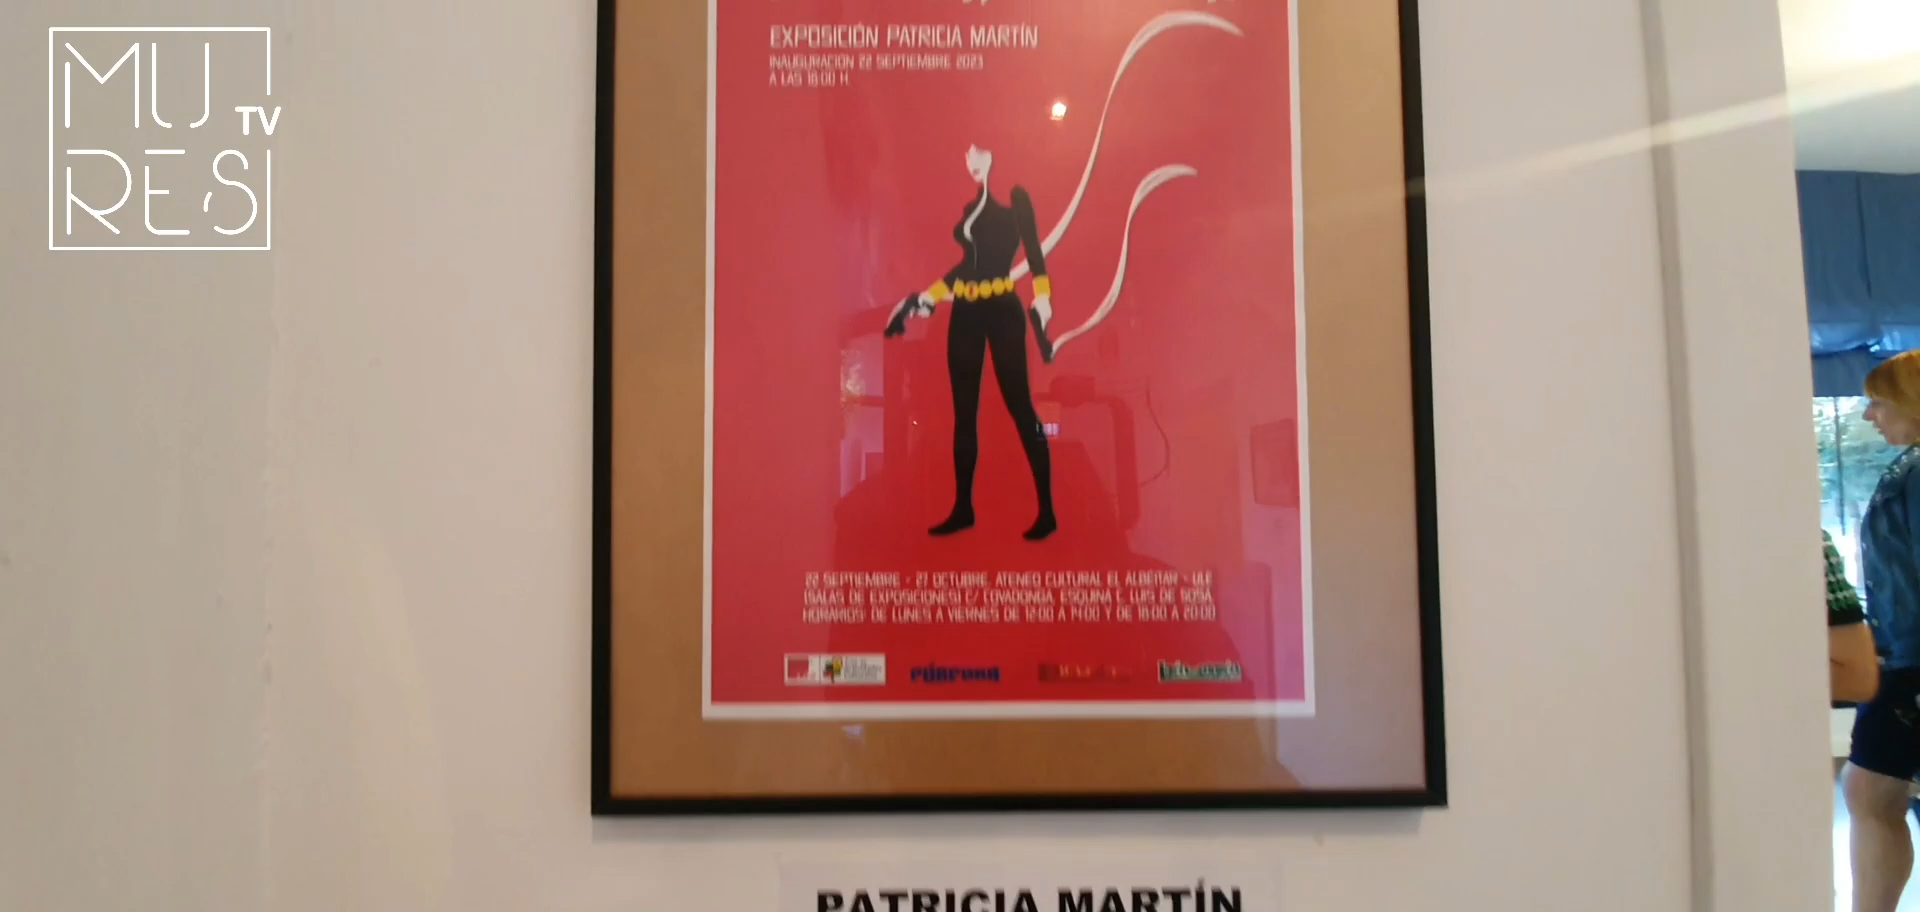 MU
TV
RES
EXPOSICIÓN PATRICIA MARTÍN
INAUGURACIÓN 22 SEPTIEMBRE 2023
A LAS 18:00 H.
22 SEPTIEMBRE - 27 OCTUBRE. ATENEO CULTURAL EL ALBÉITAR - ULE
(SALAS DE EXPOSICIONES) C/ COVADONGA, ESQUINA C. LUIS DE SOSA
HORARIOS: DE LUNES A VIERNES DE 12:00 A 14:00 Y DE 18:00 A 20:00
PATRICIA MARTÍN